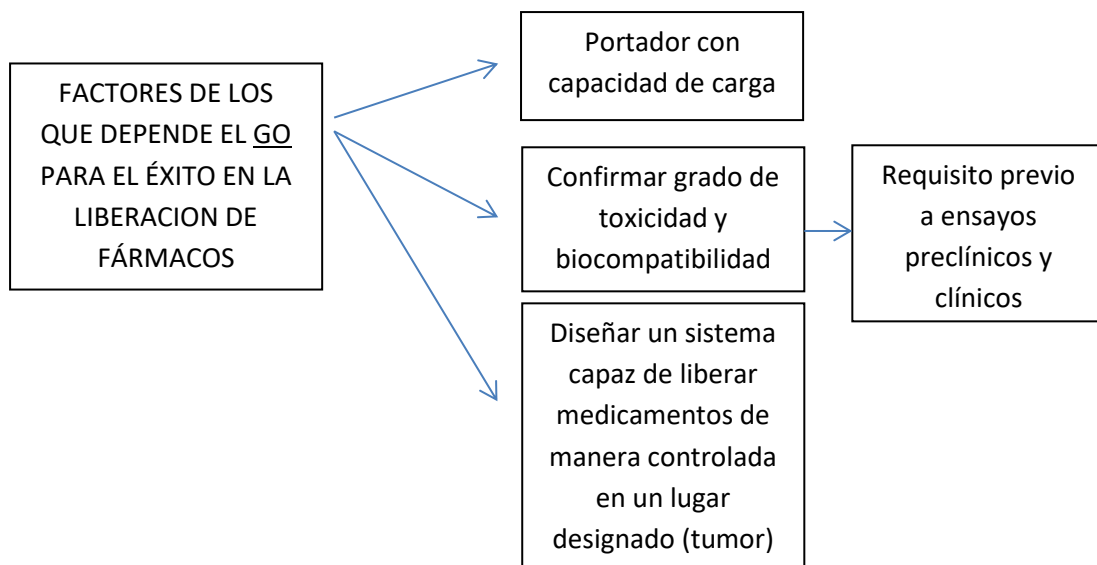 FACTORES DE LOS
QUE DEPENDE EL GO
PARA EL ÉXITO EN LA
LIBERACION DE
FÁRMACOS
Portador con
capacidad de carga
Confirmar grado de
toxicidad y
biocompatibilidad
Requisito previo
a ensayos
preclínicos y
clínicos
Diseñar un sistema
capaz de liberar
medicamentos de
manera controlada
en un lugar
designado (tumor)